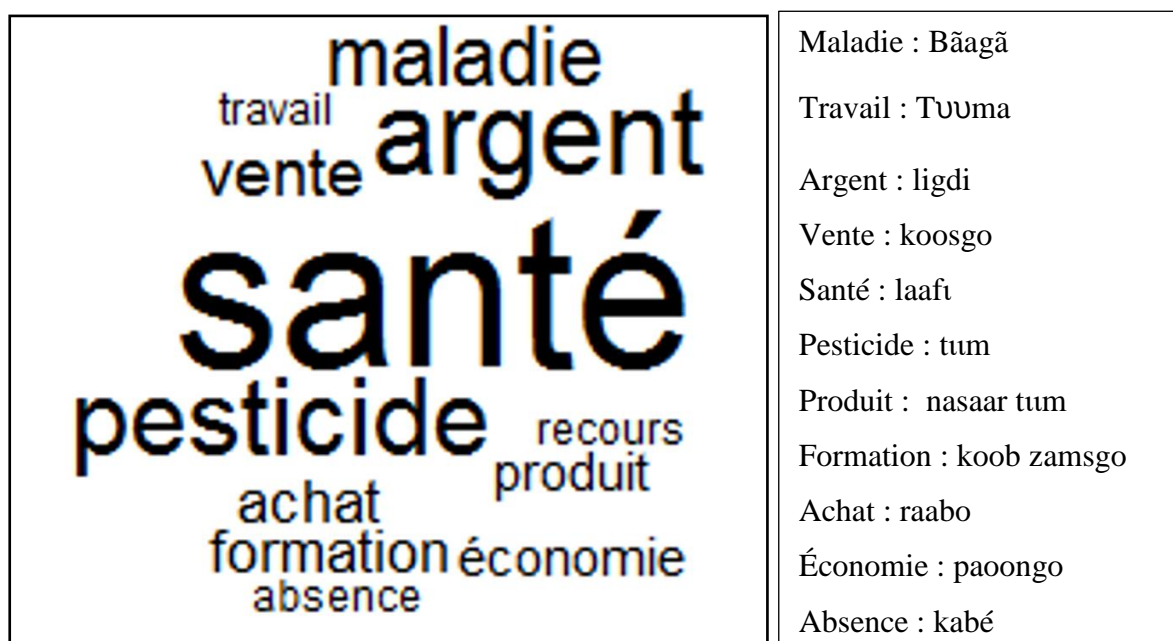 maladie
travail
argent
vente
santé
pesticide
recours
produit
achat
formation
économie
absence
Maladie : Bãagã
Travail : Tʋʋma
Argent : ligdi
Vente : koosgo
Santé : laafɩ
Pesticide : tɩɩm
Produit : nasaar tɩɩm
Formation : koob zamsgo
Achat : raabo
Économie : paoongo
Absence : kabé